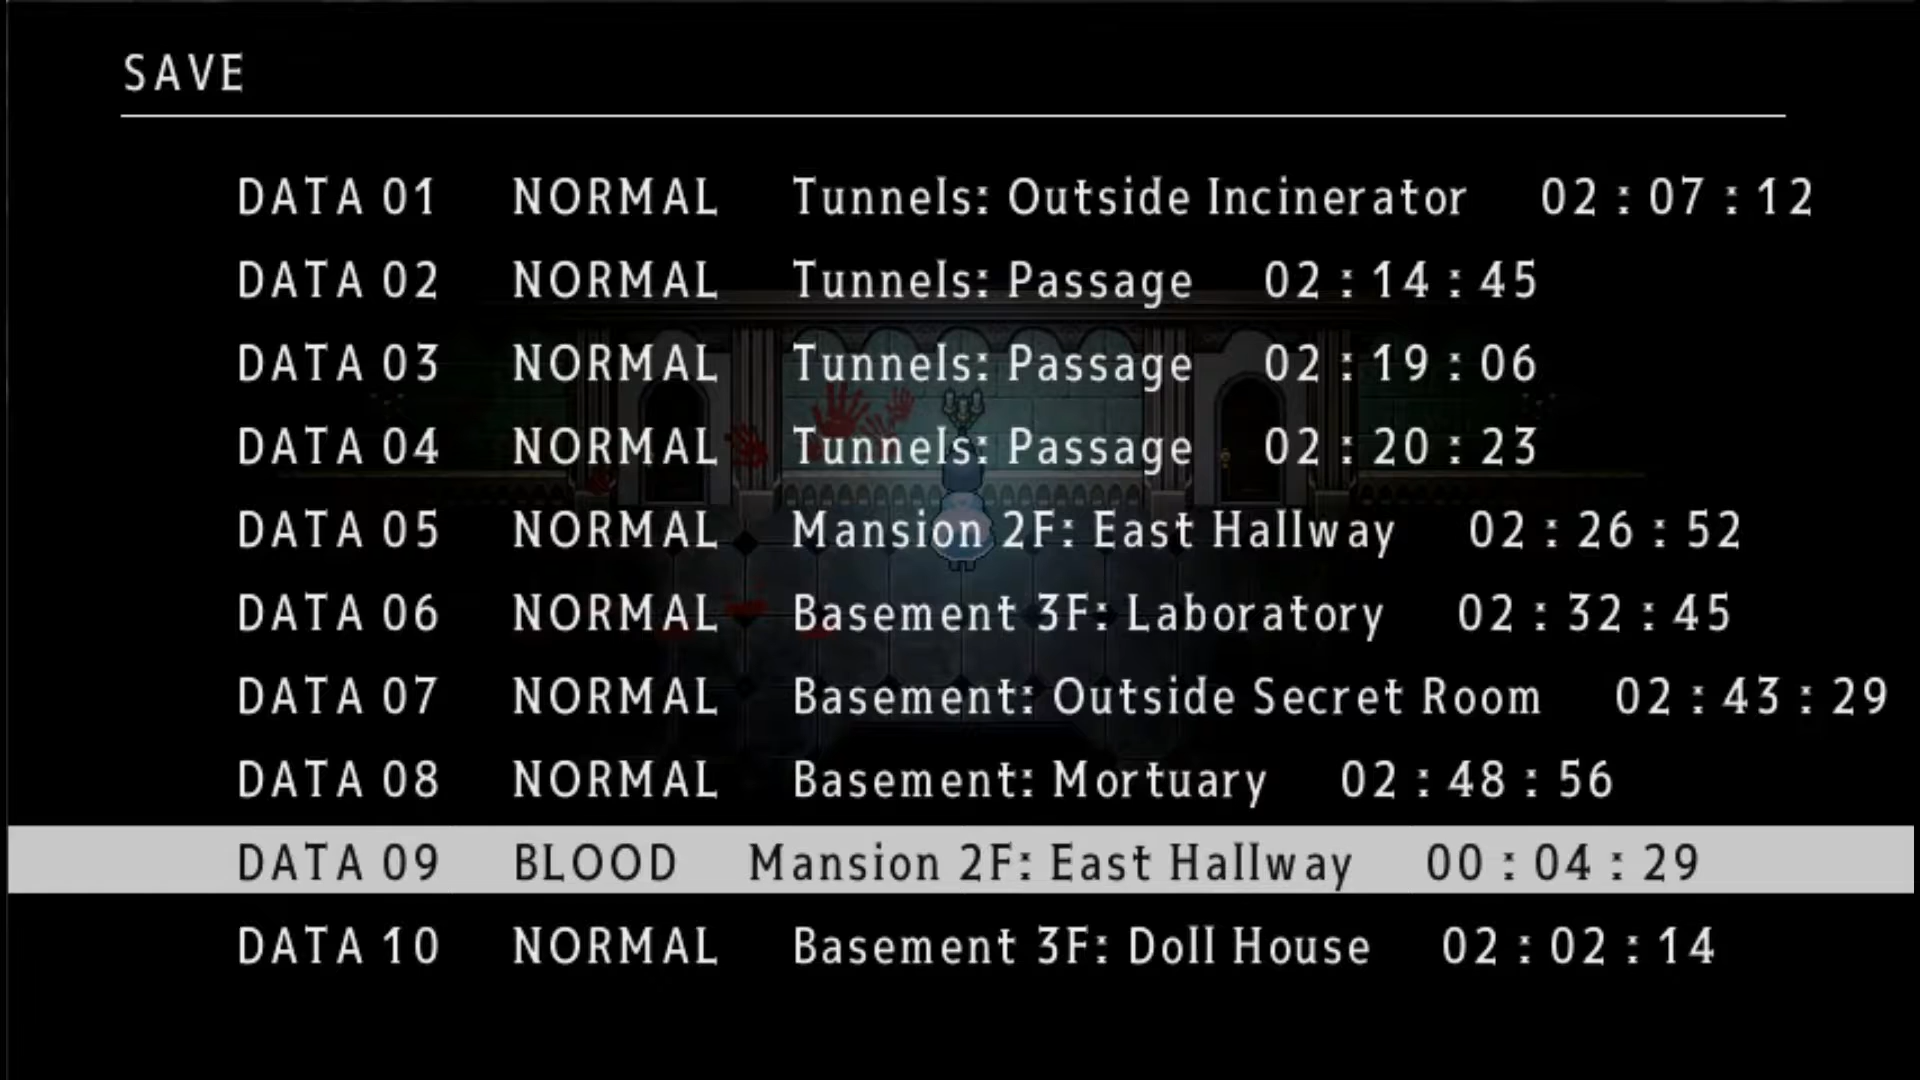 SAVE
DATA 01 NORMAL Tunnels: Outside Incinerator 02:07:12
DATA 02 NORMAL Tunnels: Passage 02:14:45
DATA 03 NORMAL Tunnels: Passage 02:19:06
DATA 04 NORMAL Tunnels: Passage 02:20:23
DATA 05 NORMAL Mansion 2F: East Hallway 02:26:52
DATA 06 NORMAL Basement 3F: Laboratory 02:32:45
DATA 07 NORMAL Basement: Outside Secret Room 02:43:29
DATA 08 NORMAL Basement: Mortuary 02:48:56
DATA 09 BLOOD Mansion 2F: East Hallway 00:04:29
DATA 10 NORMAL Basement 3F: Doll House 02:02:14